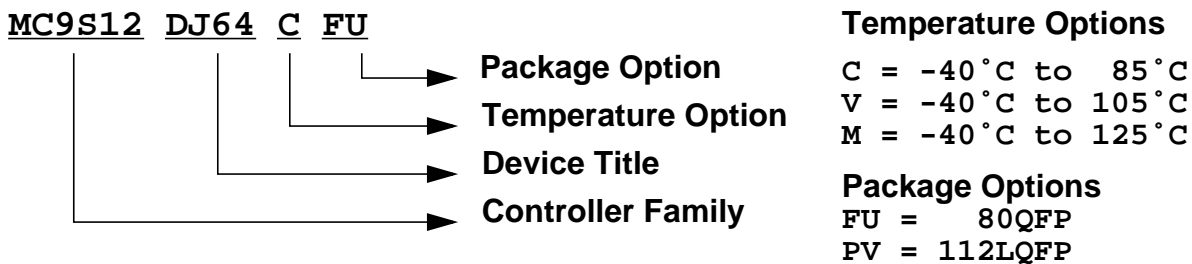 MC9S12 DJ64 C FU
Package Option
Temperature Option
Device Title
Controller Family
Temperature Options
C = -40˚C to 85˚C
V = -40˚C to 105˚C
M = -40˚C to 125˚C
Package Options
FU = 80QFP
PV = 112LQFP